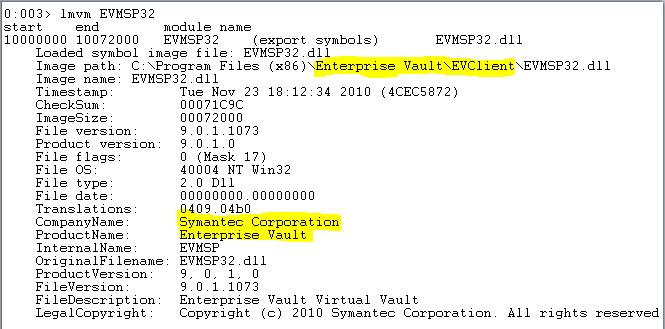 0:003> lmvm EVMSP32
start    end        module name
10000000 10072000   EVMSP32    (export symbols)       EVMSP32.dll
    Loaded symbol image file: EVMSP32.dll
    Image path: C:\Program Files (x86)\Enterprise Vault\EVClient\EVMSP32.dll
    Image name: EVMSP32.dll
    Timestamp:        Tue Nov 23 18:12:34 2010 (4CEC5872)
    CheckSum:         00071C9C
    ImageSize:        00072000
    File version:     9.0.1.1073
    Product version:  9.0.1.0
    File flags:       0 (Mask 17)
    File OS:          40004 NT Win32
    File type:        2.0 Dll
    File date:        00000000.00000000
    Translations:     0409.04b0
    CompanyName:      Symantec Corporation
    ProductName:      Enterprise Vault
    InternalName:     EVMSP
    OriginalFilename: EVMSP32.dll
    ProductVersion:   9, 0, 1, 0
    FileVersion:      9.0.1.1073
    FileDescription:  Enterprise Vault Virtual Vault
    LegalCopyright:   Copyright (c) 2010 Symantec Corporation. All rights reserved